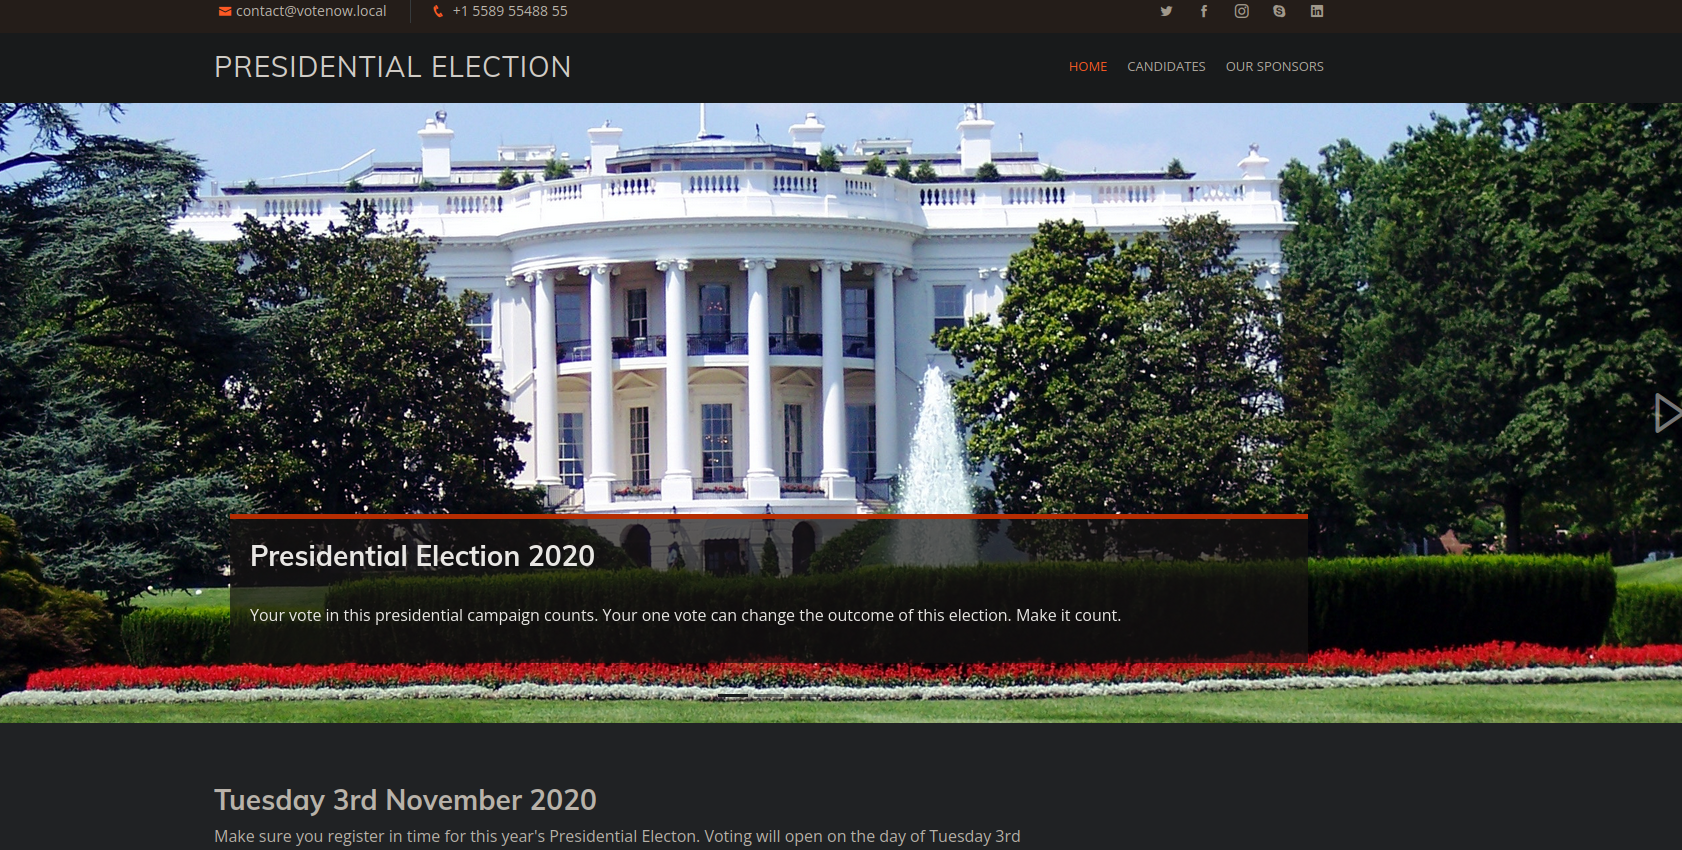 contact@votenow.local
+1 5589 55488 55
PRESIDENTIAL ELECTION
HOME
CANDIDATES
OUR SPONSORS
Presidential Election 2020
Your vote in this presidential campaign counts. Your one vote can change the outcome of this election. Make it count.
Tuesday 3rd November 2020
Make sure you register in time for this year's Presidential Electon. Voting will open on the day of Tuesday 3rd